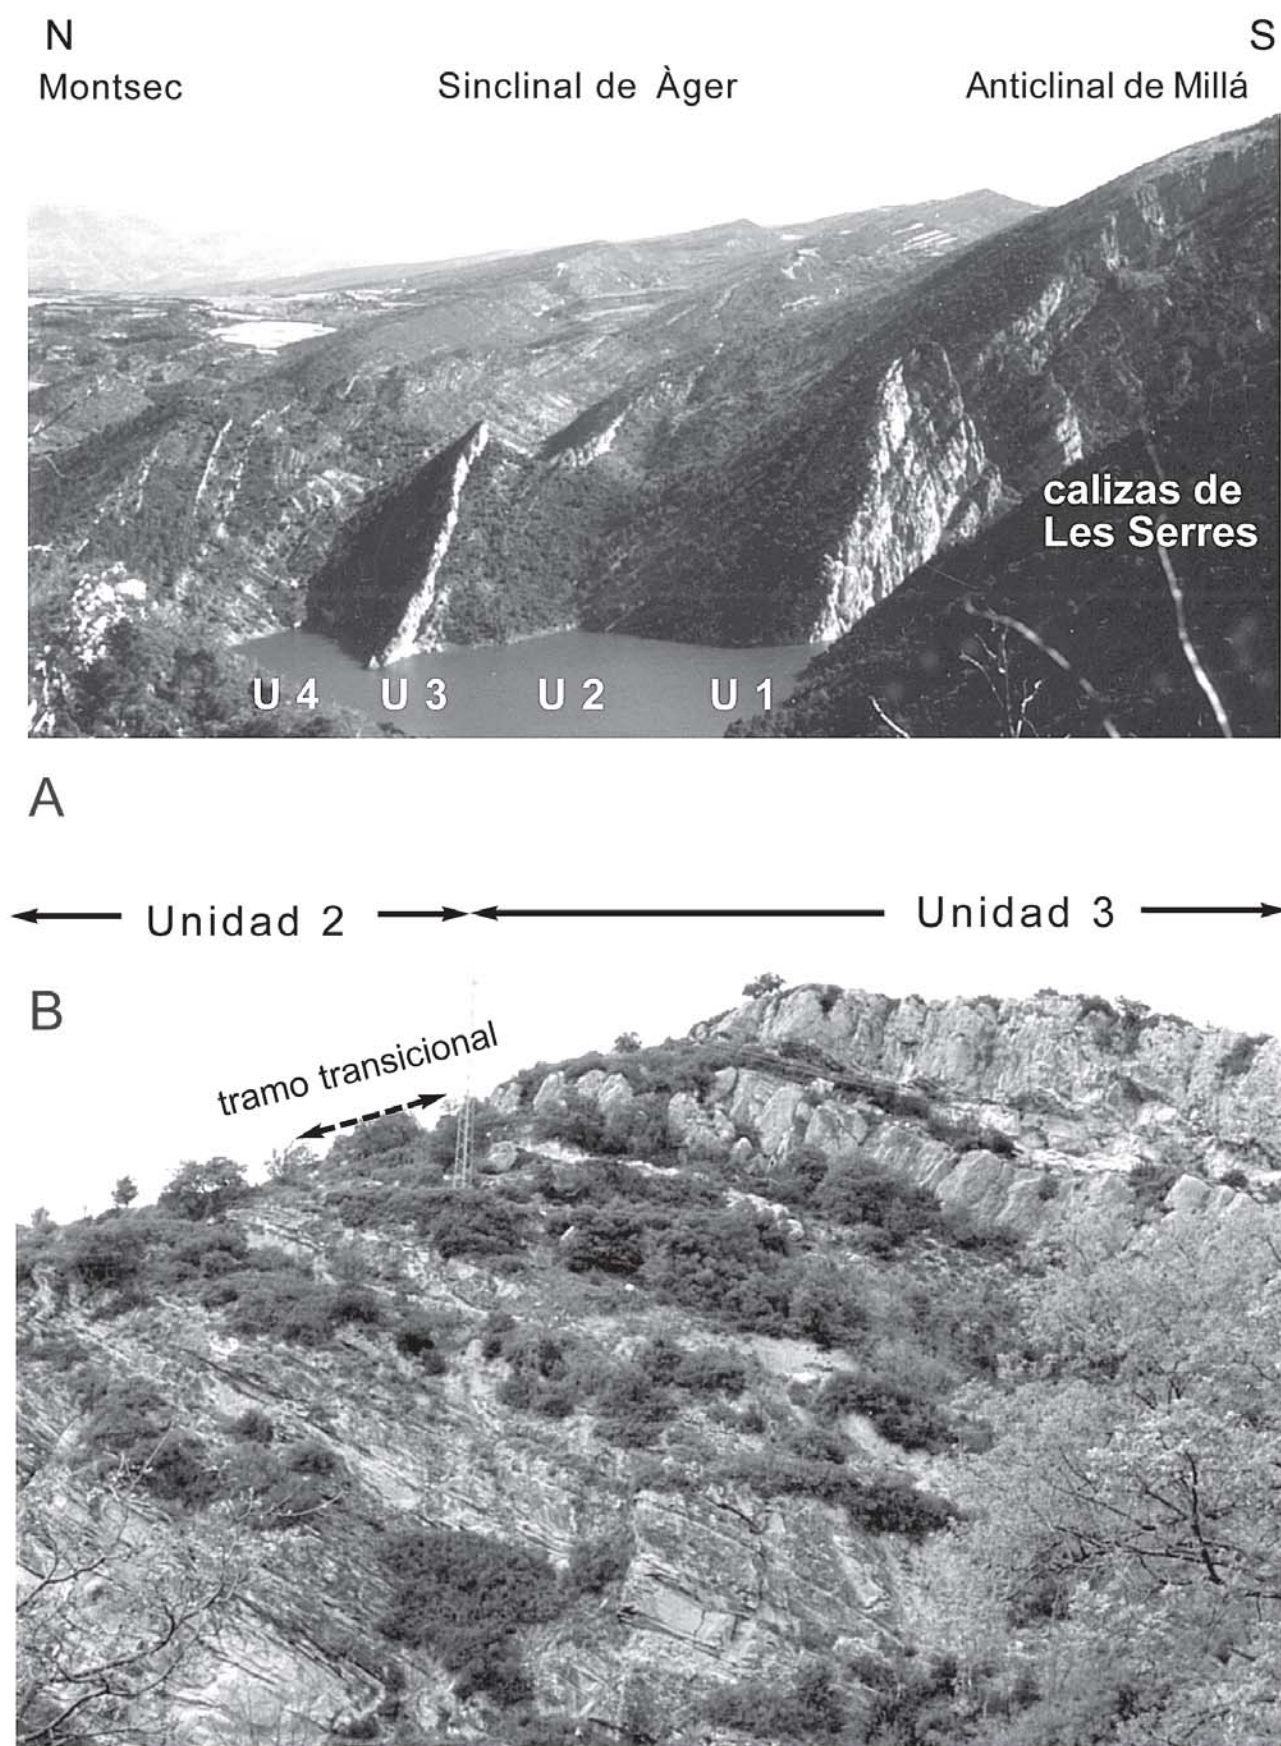 N S
Montsec Sinclinal de Àger Anticlinal de Millá
calizas de
Les Serres
U 4 U 3 U 2 U 1
A
Unidad 2 Unidad 3
B
tramo transicional